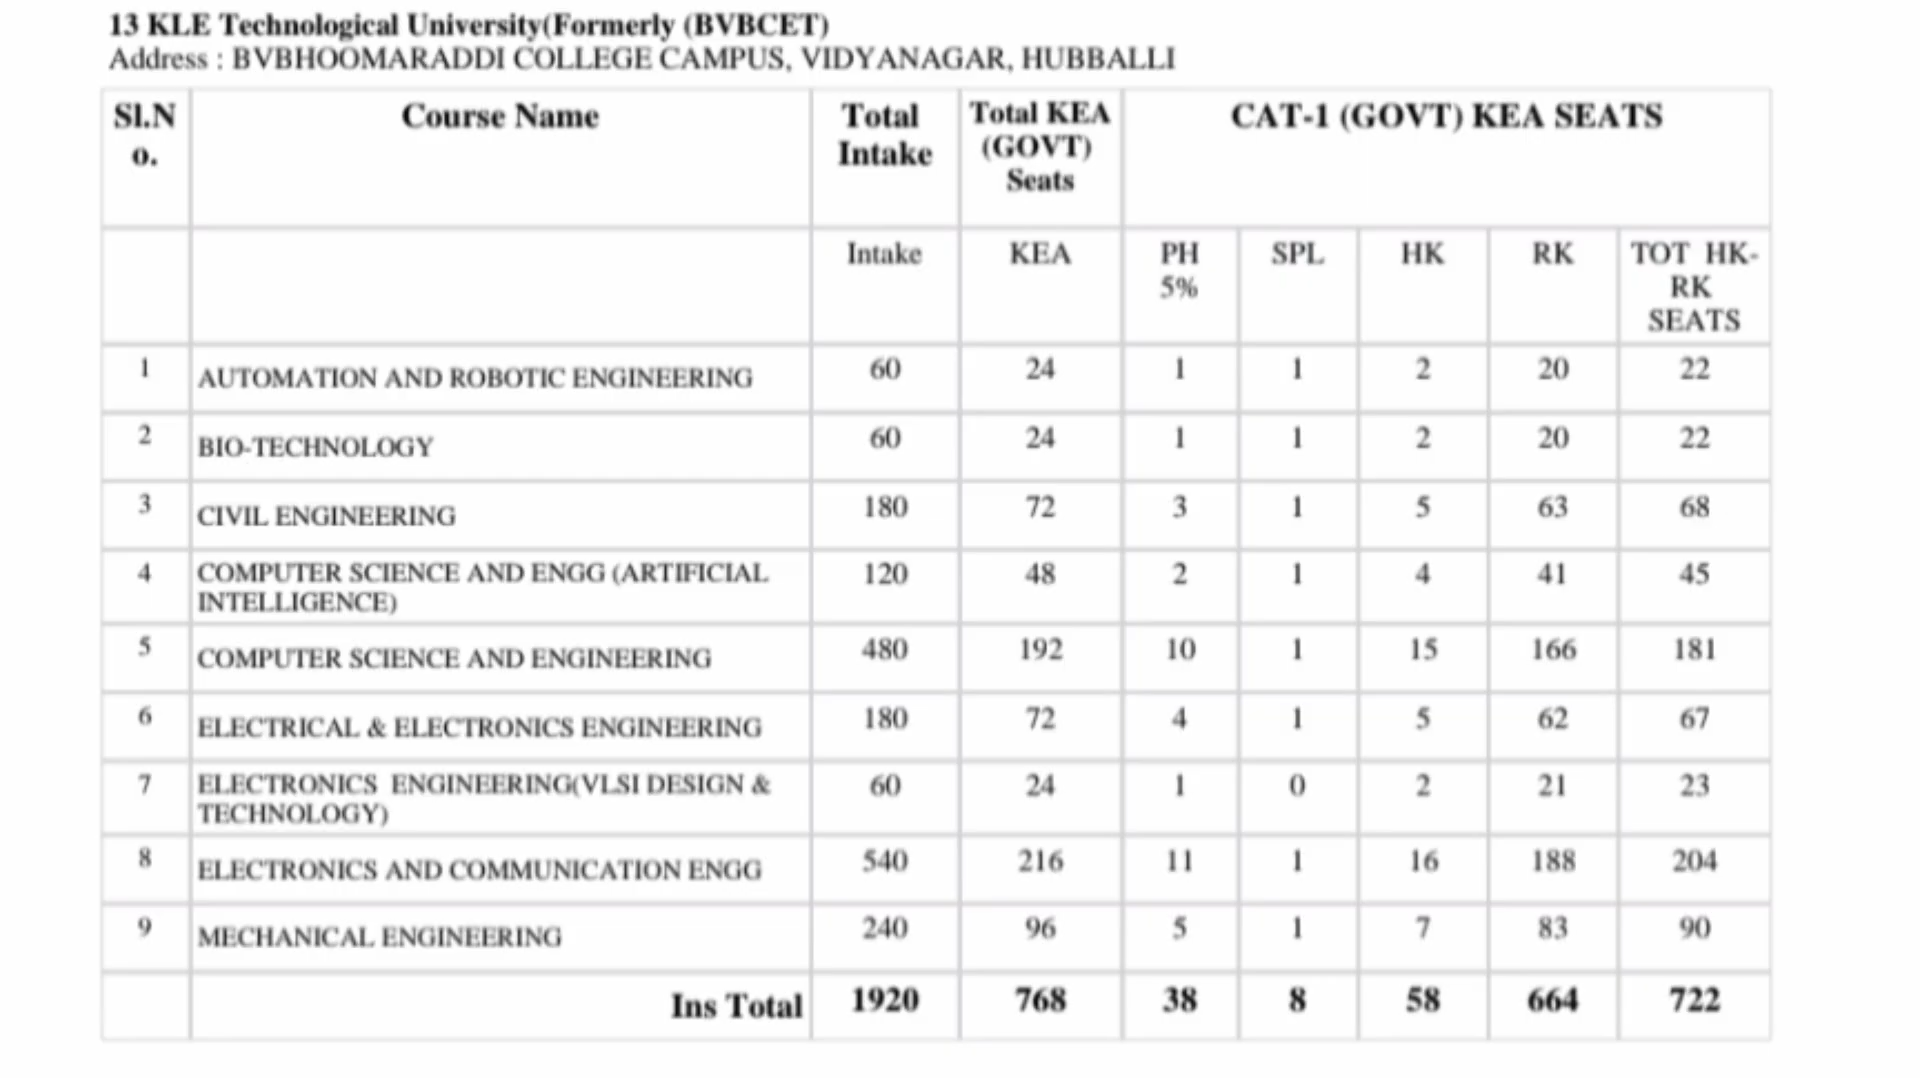 13 KLE Technological University(Formerly (BVBCET)
Address : BVBHOOMARADDI COLLEGE CAMPUS, VIDYANAGAR, HUBBALLI
Sl.N o. Course Name Total Intake Total KEA (GOVT) Seats CAT-1 (GOVT) KEA SEATS
Intake KEA PH 5% SPL HK RK TOT HK-RK SEATS
1 AUTOMATION AND ROBOTIC ENGINEERING 60 24 1 1 2 20 22
2 BIO-TECHNOLOGY 60 24 1 1 2 20 22
3 CIVIL ENGINEERING 180 72 3 1 5 63 68
4 COMPUTER SCIENCE AND ENGG (ARTIFICIAL INTELLIGENCE) 120 48 2 1 4 41 45
5 COMPUTER SCIENCE AND ENGINEERING 480 192 10 1 15 166 181
6 ELECTRICAL & ELECTRONICS ENGINEERING 180 72 4 1 5 62 67
7 ELECTRONICS ENGINEERING(VLSI DESIGN & TECHNOLOGY) 60 24 1 0 2 21 23
8 ELECTRONICS AND COMMUNICATION ENGG 540 216 11 1 16 188 204
9 MECHANICAL ENGINEERING 240 96 5 1 7 83 90
Ins Total 1920 768 38 8 58 664 722